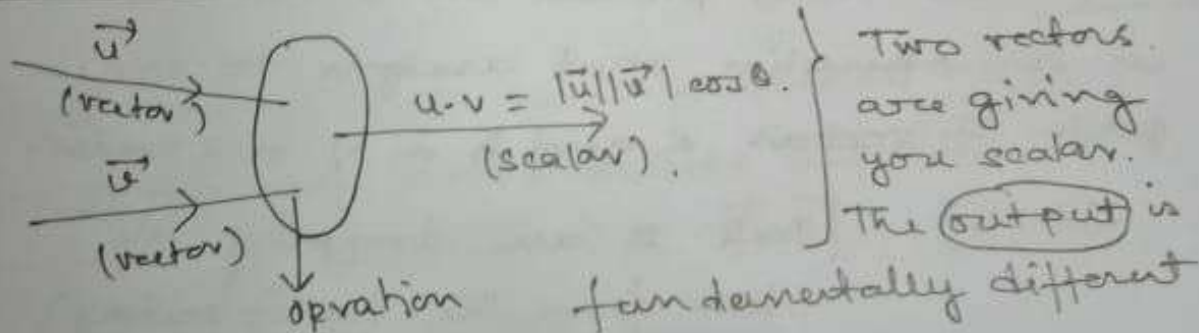 u⃗
(vector)
u·v = |u⃗||v⃗| cos θ.
(scalar).
v⃗
(vector)
opration
Two vectors.
are giving
you scalar.
The output is
fundamentally different